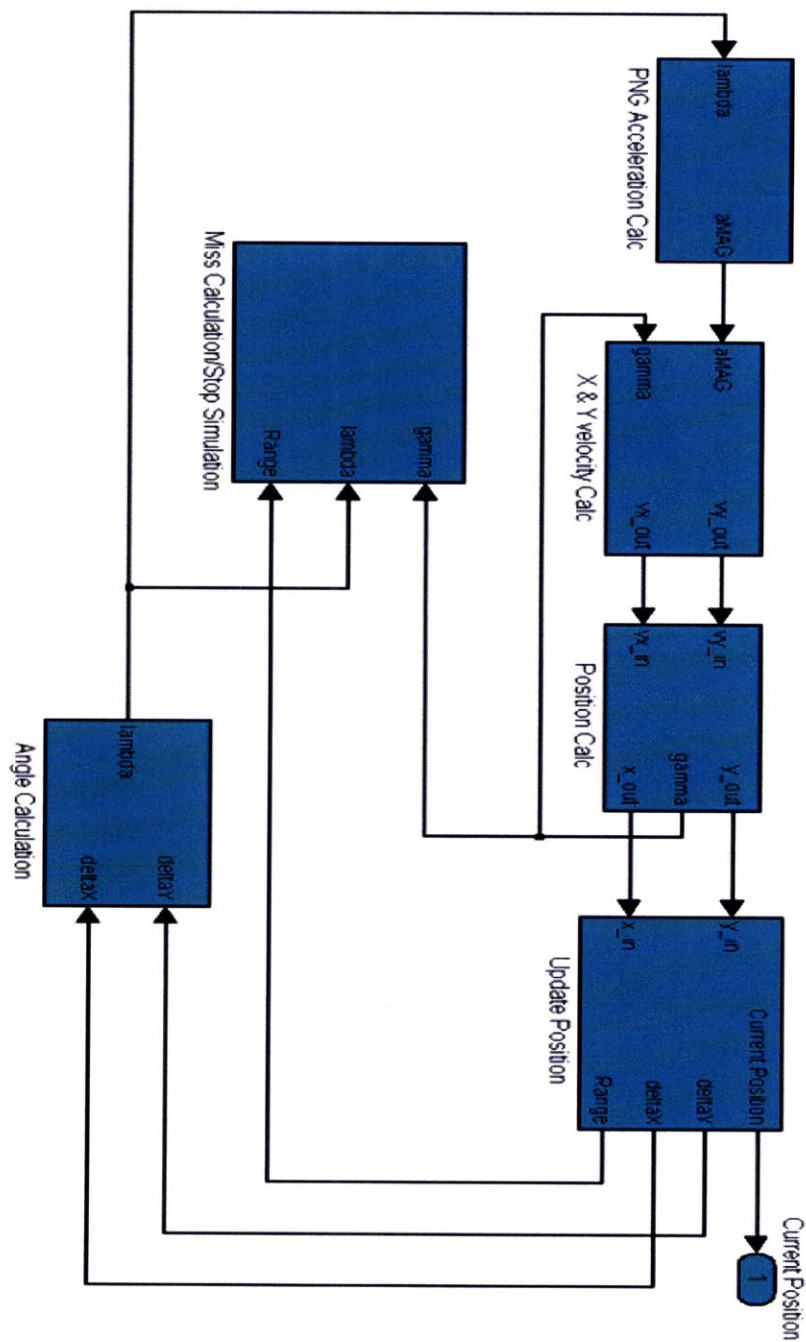 lambda
aMAG
PNG Acceleration Calc
aMAG
gamma
vy_out
vx_out
X & Y velocity Calc
vy_in
vx_in
y_out
gamma
x_out
Position Calc
y_in
x_in
Current Position
deltaY
deltaX
Range
Update Position
1
Current Position
gamma
lambda
Range
Miss Calculation/Stop Simulation
lambda
deltaY
deltaX
Angle Calculation